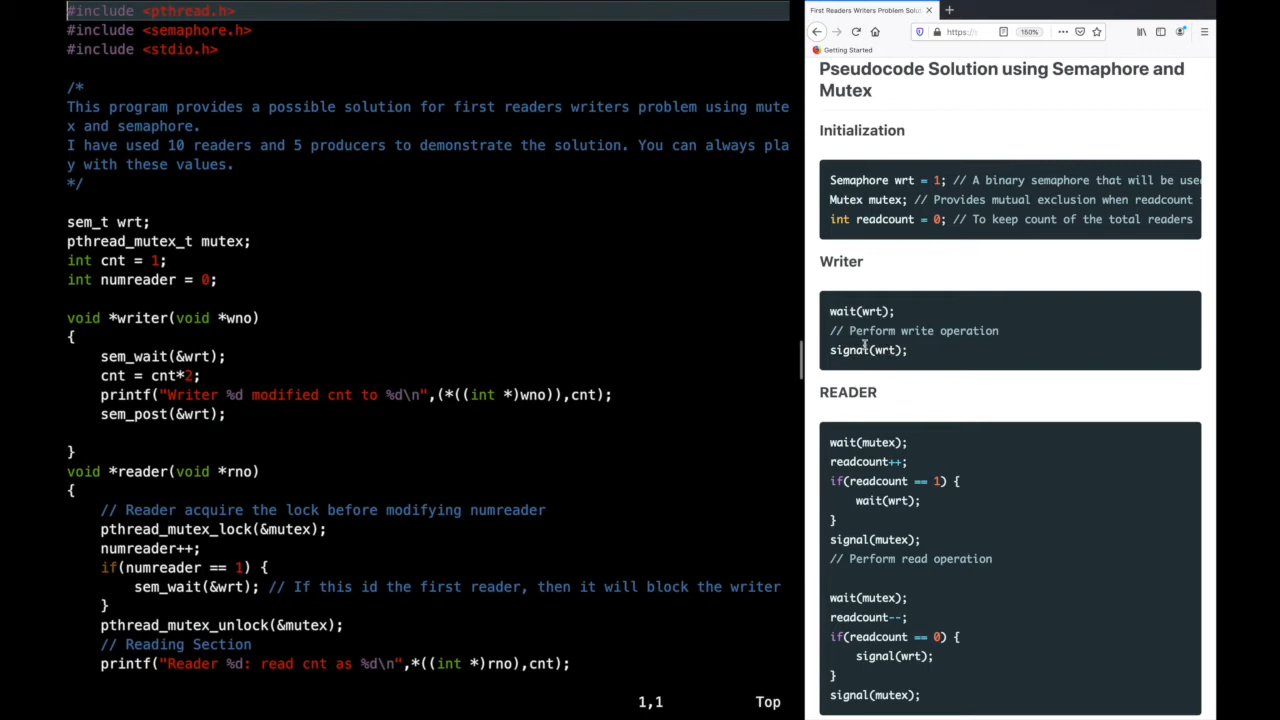 #include <pthread.h>
#include <semaphore.h>
#include <stdio.h>
/*
This program provides a possible solution for first readers writers problem using mute
x and semaphore.
I have used 10 readers and 5 producers to demonstrate the solution. You can always pla
y with these values.
*/
sem_t wrt;
pthread_mutex_t mutex;
int cnt = 1;
int numreader = 0;
void *writer(void *wno)
{
sem_wait(&wrt);
cnt = cnt*2;
printf("Writer %d modified cnt to %d\n",(*((int *)wno)),cnt);
sem_post(&wrt);
}
void *reader(void *rno)
{
// Reader acquire the lock before modifying numreader
pthread_mutex_lock(&mutex);
numreader++;
if(numreader == 1) {
sem_wait(&wrt); // If this id the first reader, then it will block the writer
}
pthread_mutex_unlock(&mutex);
// Reading Section
printf("Reader %d: read cnt as %d\n",*((int *)rno),cnt);
1,1 Top
First Readers Writers Problem Solu
https://
150%
Getting Started
Pseudocode Solution using Semaphore and
Mutex
Initialization
Semaphore wrt = 1; // A binary semaphore that will be use
Mutex mutex; // Provides mutual exclusion when readcount
int readcount = 0; // To keep count of the total readers
Writer
wait(wrt);
// Perform write operation
signal(wrt);
READER
wait(mutex);
readcount++;
if(readcount == 1) {
wait(wrt);
}
signal(mutex);
// Perform read operation
wait(mutex);
readcount--;
if(readcount == 0) {
signal(wrt);
}
signal(mutex);